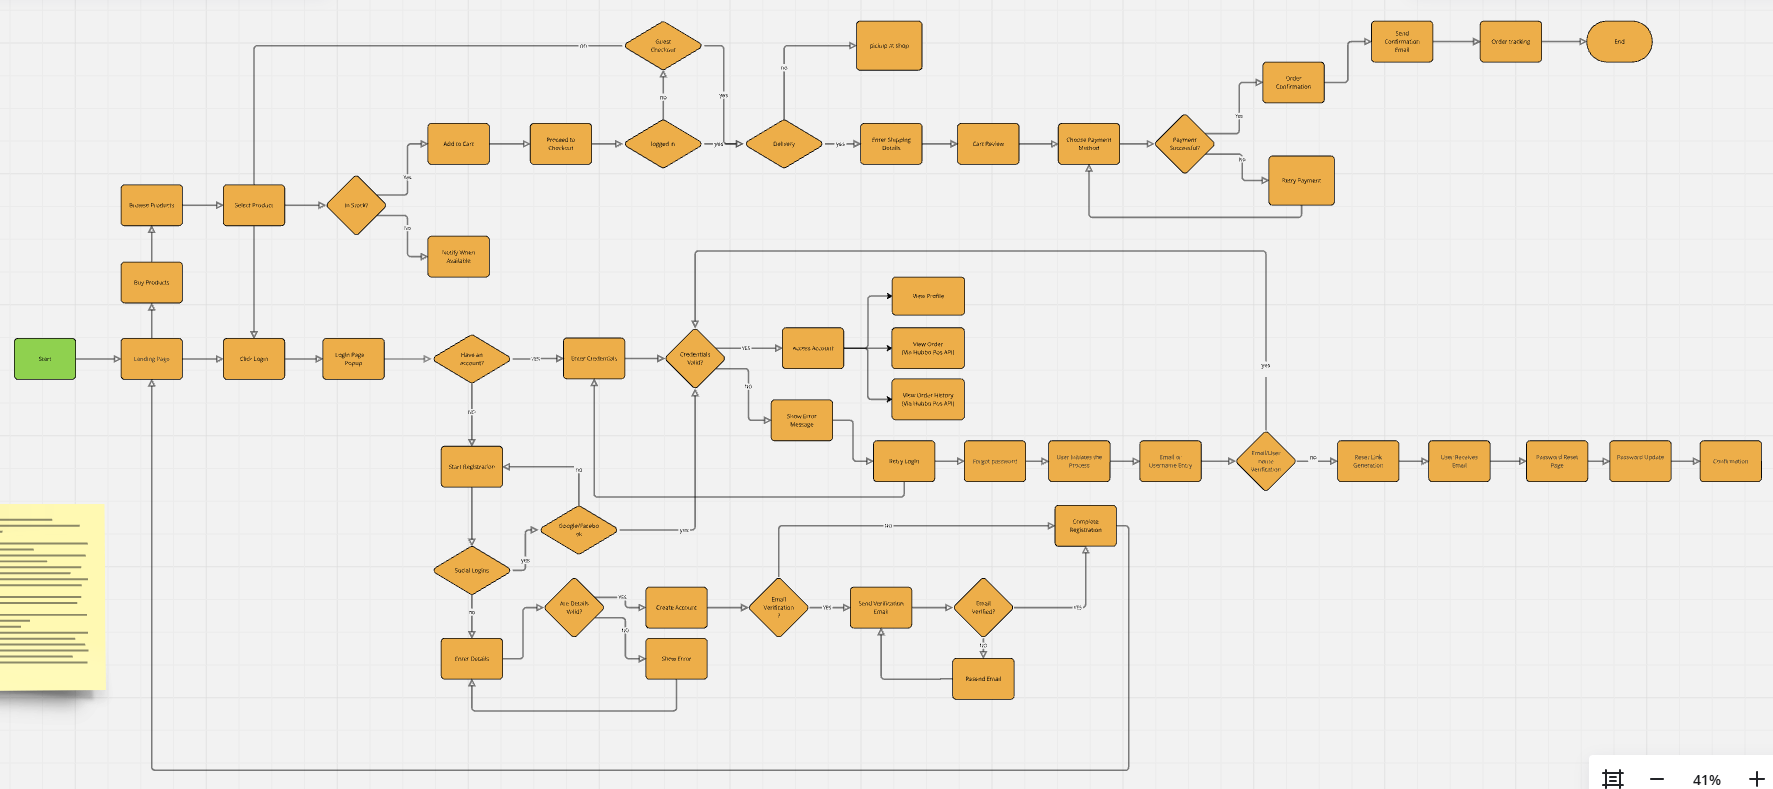 Guest
Checkout
no
yes
no
no
pickup At Shop
Send
Confirmation
Email
Order tracking
End
Order
Confirmation
Yes
Add to Cart
Proceed to
Checkout
logged in
yes
Delivery
yes
Enter Shipping
Details
Cart Review
Choose Payment
Method
Payment
Successful?
No
Retry Payment
Yes
Browse Products
Select Product
In Stock?
No
Notify When
Available
Buy Products
Start
Landing Page
Click Login
Login Page
Popup
Have an
account?
YES
Enter Credentials
Credentials
Valid?
YES
Access Account
View Profile
View Order
(Via Hubbo Pos API)
View Order History
(Via Hubbo Pos API)
yes
NO
NO
Show Error
Message
Start Registration
no
Retry Login
Forgot password
User Initiates the
Process
Email or
Username Entry
Email/User
name
Verification
no
Reset Link
Generation
User Receives
Email
Password Reset
Page
Password Update
Confirmation
Google/Facebo
ok
yes
yes
Social Logins
no
NO
Complete
Registration
Are Details
Valid?
YES
Create Account
NO
Email
Verification
?
YES
Send Verification
Email
Email
Verified?
YES
NO
Enter Details
Show Error
Resend Email
41%